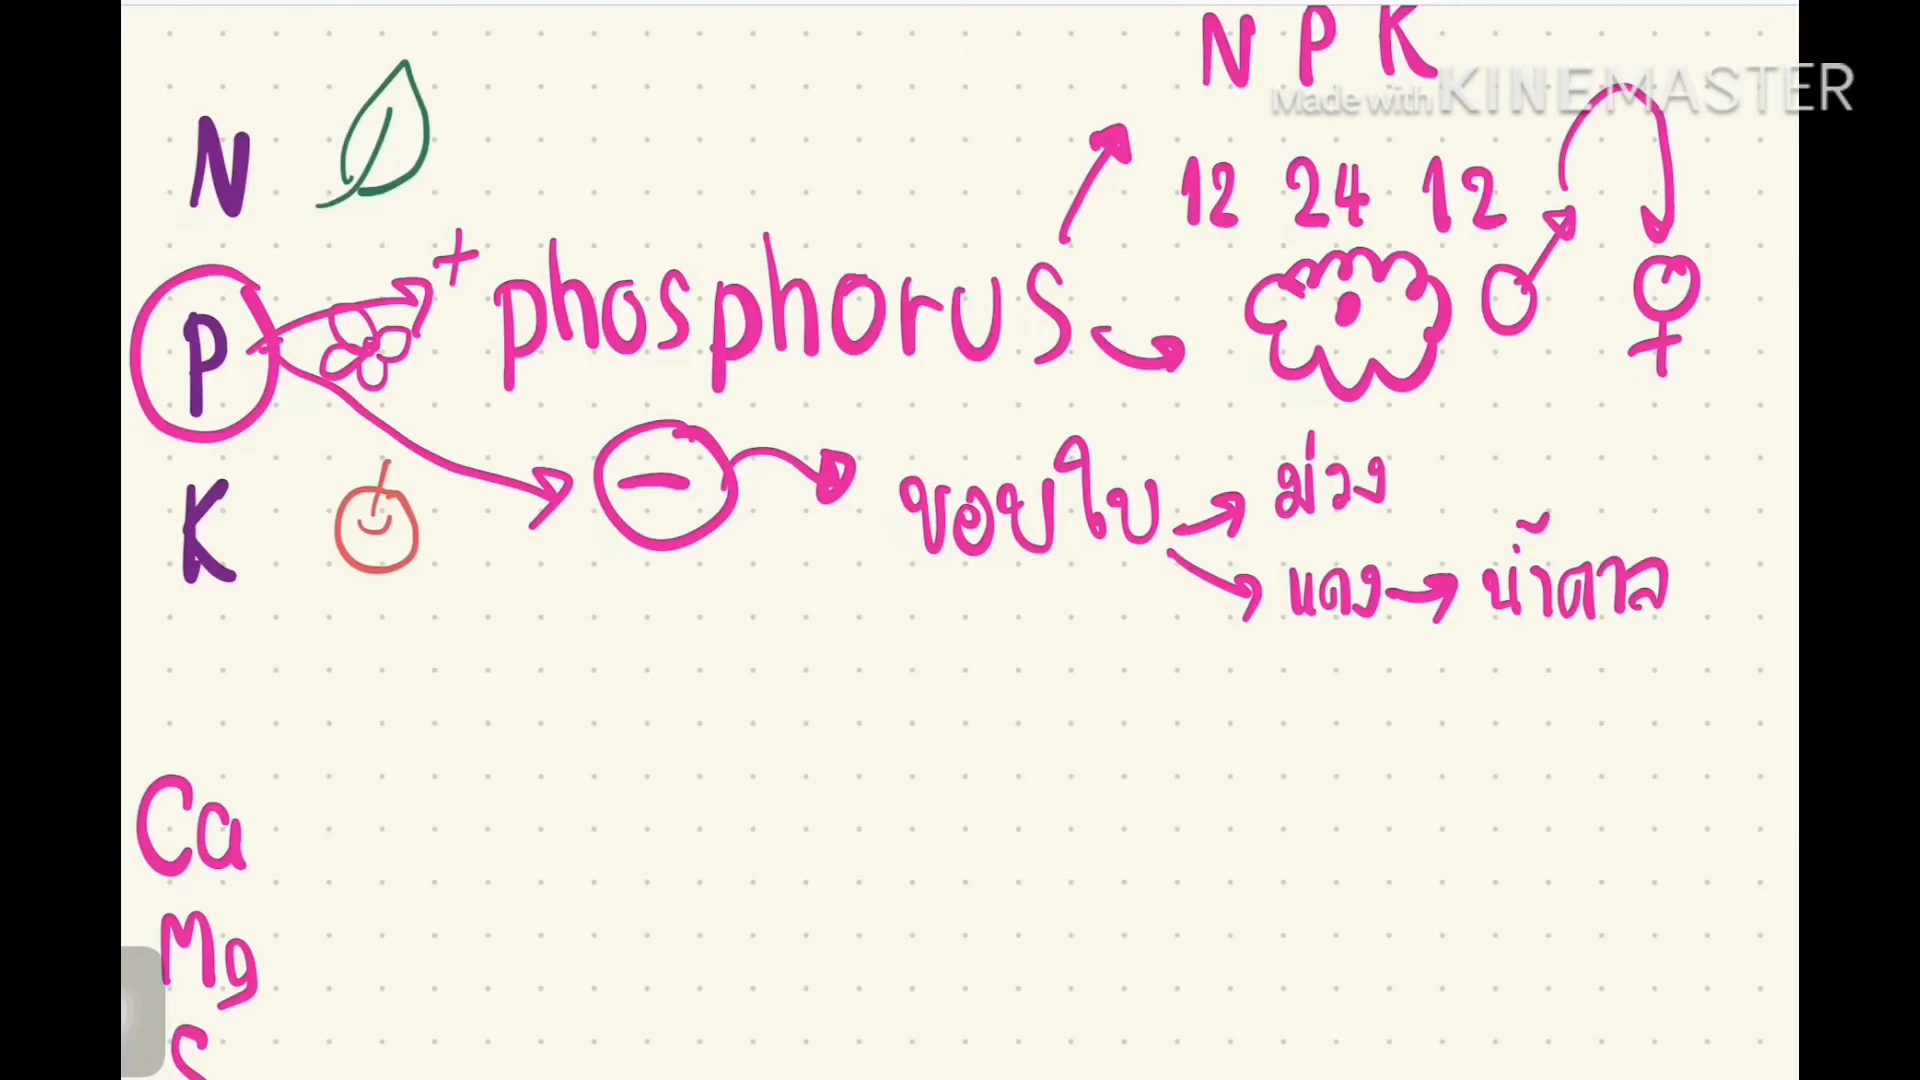 N P K
Made with KINEMASTER
N
12 24 12
+ phosphorus
P
ขอบใบ → ม่วง
K
แดง → น้ำตาล
Ca
Mg
S